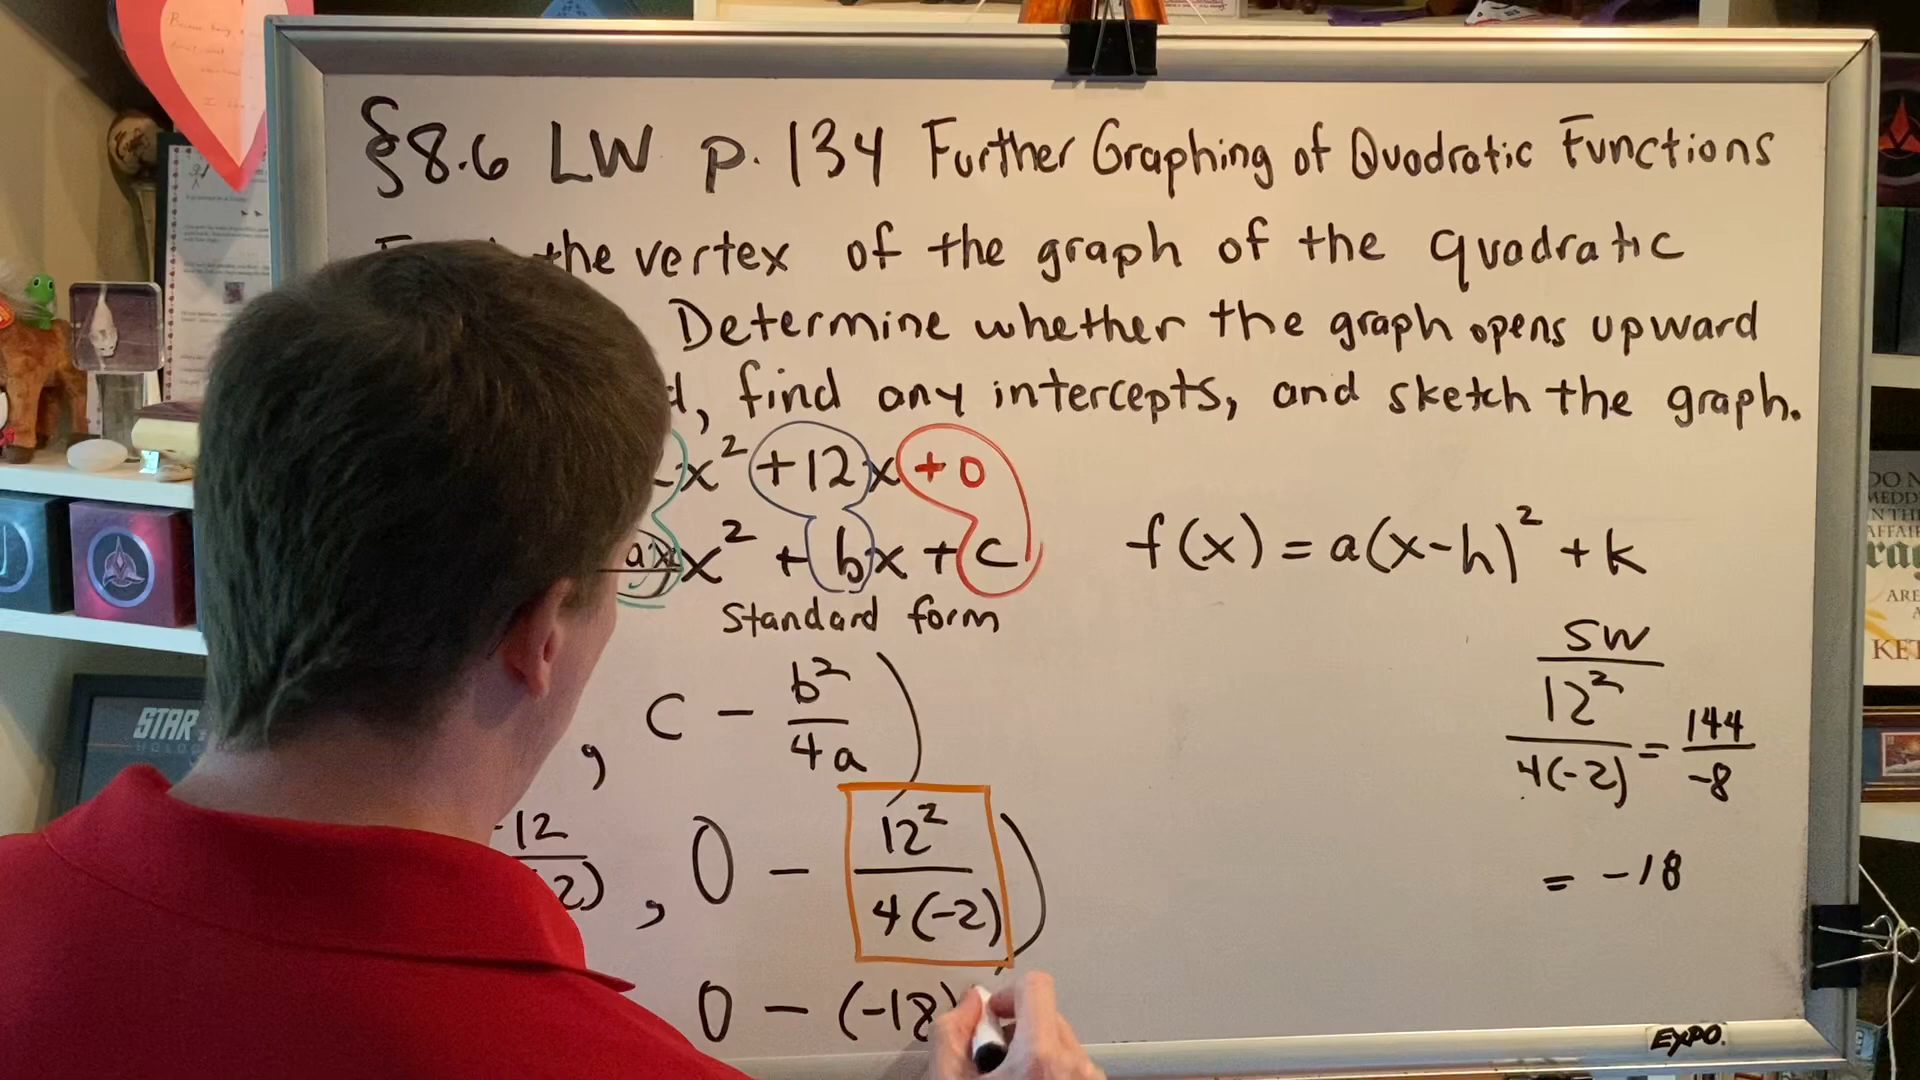 §8.6 LW p. 134 Further Graphing of Quadratic Functions
the vertex of the graph of the quadratic
Determine whether the graph opens upward
, find any intercepts, and sketch the graph.
x² +12x +0
ax² + bx + c
f(x) = a(x-h)² + k
Standard form
SW
, c - b²/4a )
12²/4(-2) = 144/-8
-12/2) , 0 - 12²/4(-2) )
= -18
0 - (-18)
EXPO.
STAR
KET